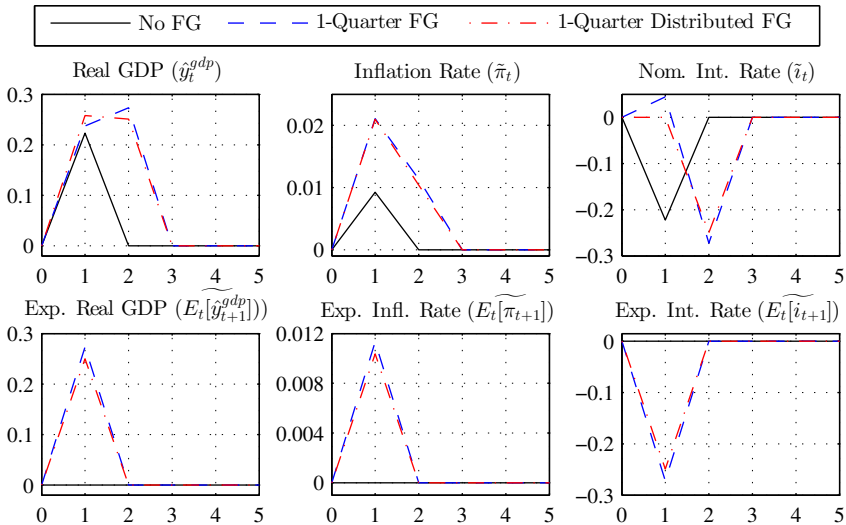 No FG 1-Quarter FG 1-Quarter Distributed FG
Real GDP (ŷ_t^{gdp})
0.3
0.2
0.1
0
0 1 2 3 4 5
Inflation Rate (π̃_t)
0.02
0.01
0
0 1 2 3 4 5
Nom. Int. Rate (ĩ_t)
0
−0.1
−0.2
−0.3
0 1 2 3 4 5
Exp. Real GDP (E_t[ŷ_{t+1}^{gdp}]))
0.3
0.2
0.1
0
0 1 2 3 4 5
Exp. Infl. Rate (E_t[π_{t+1}])
0.012
0.008
0.004
0
0 1 2 3 4 5
Exp. Int. Rate (E_t[i_{t+1}])
0
−0.1
−0.2
−0.3
0 1 2 3 4 5